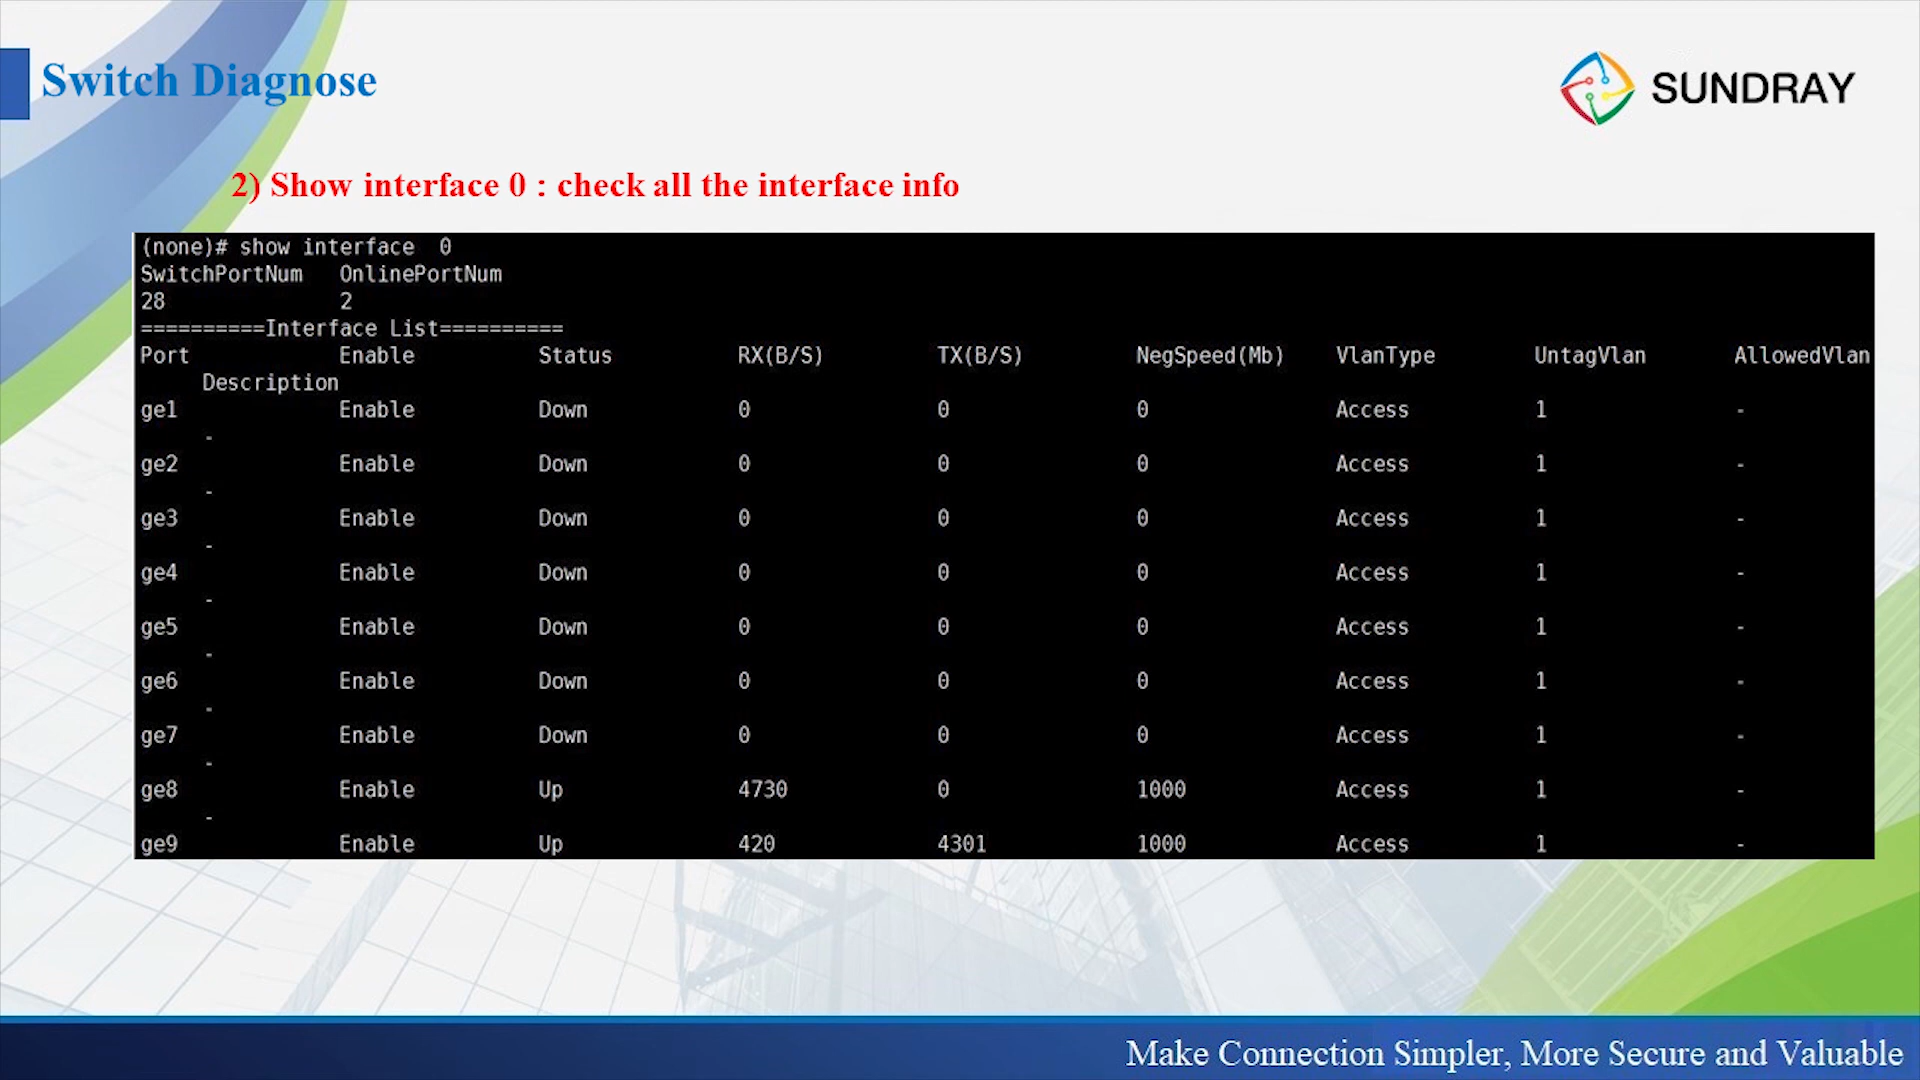 Switch Diagnose
SUNDRAY
2) Show interface 0 : check all the interface info
(none)# show interface  0
SwitchPortNum   OnlinePortNum
28              2
==========Interface List==========
Port            Enable          Status          RX(B/S)         TX(B/S)         NegSpeed(Mb)    VlanType        UntagVlan       AllowedVlan
     Description
ge1             Enable          Down            0               0               0               Access          1               -
     -
ge2             Enable          Down            0               0               0               Access          1               -
     -
ge3             Enable          Down            0               0               0               Access          1               -
     -
ge4             Enable          Down            0               0               0               Access          1               -
     -
ge5             Enable          Down            0               0               0               Access          1               -
     -
ge6             Enable          Down            0               0               0               Access          1               -
     -
ge7             Enable          Down            0               0               0               Access          1               -
     -
ge8             Enable          Up              4730            0               1000            Access          1               -
     -
ge9             Enable          Up              420             4301            1000            Access          1               -
Make Connection Simpler, More Secure and Valuable